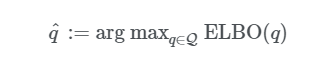 q̂ := arg max_{q∈𝒬} ELBO(q)